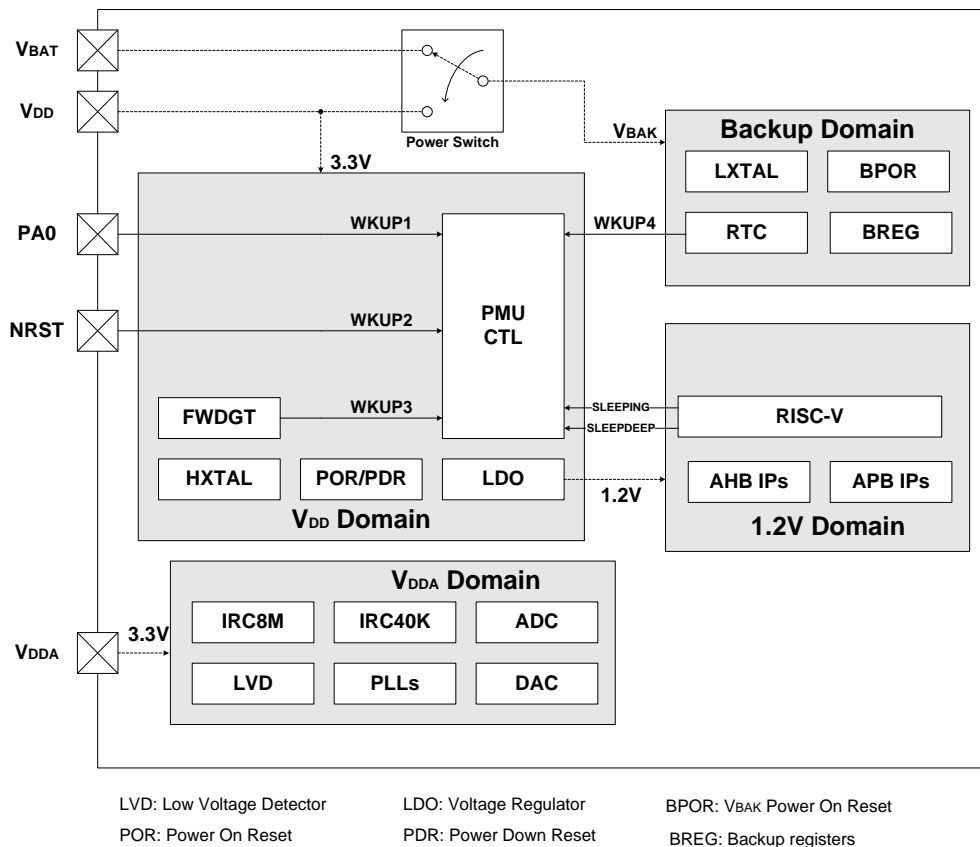 VBAT
VDD
Power Switch
3.3V
VBAK
Backup Domain
LXTAL
BPOR
RTC
BREG
PA0
WKUP1
WKUP4
NRST
WKUP2
PMU
CTL
FWDGT
WKUP3
SLEEPING
SLEEPDEEP
RISC-V
HXTAL
POR/PDR
LDO
1.2V
AHB IPs
APB IPs
VDD Domain
1.2V Domain
VDDA Domain
VDDA
3.3V
IRC8M
IRC40K
ADC
LVD
PLLs
DAC
LVD: Low Voltage Detector
LDO: Voltage Regulator
BPOR: VBAK Power On Reset
POR: Power On Reset
PDR: Power Down Reset
BREG: Backup registers